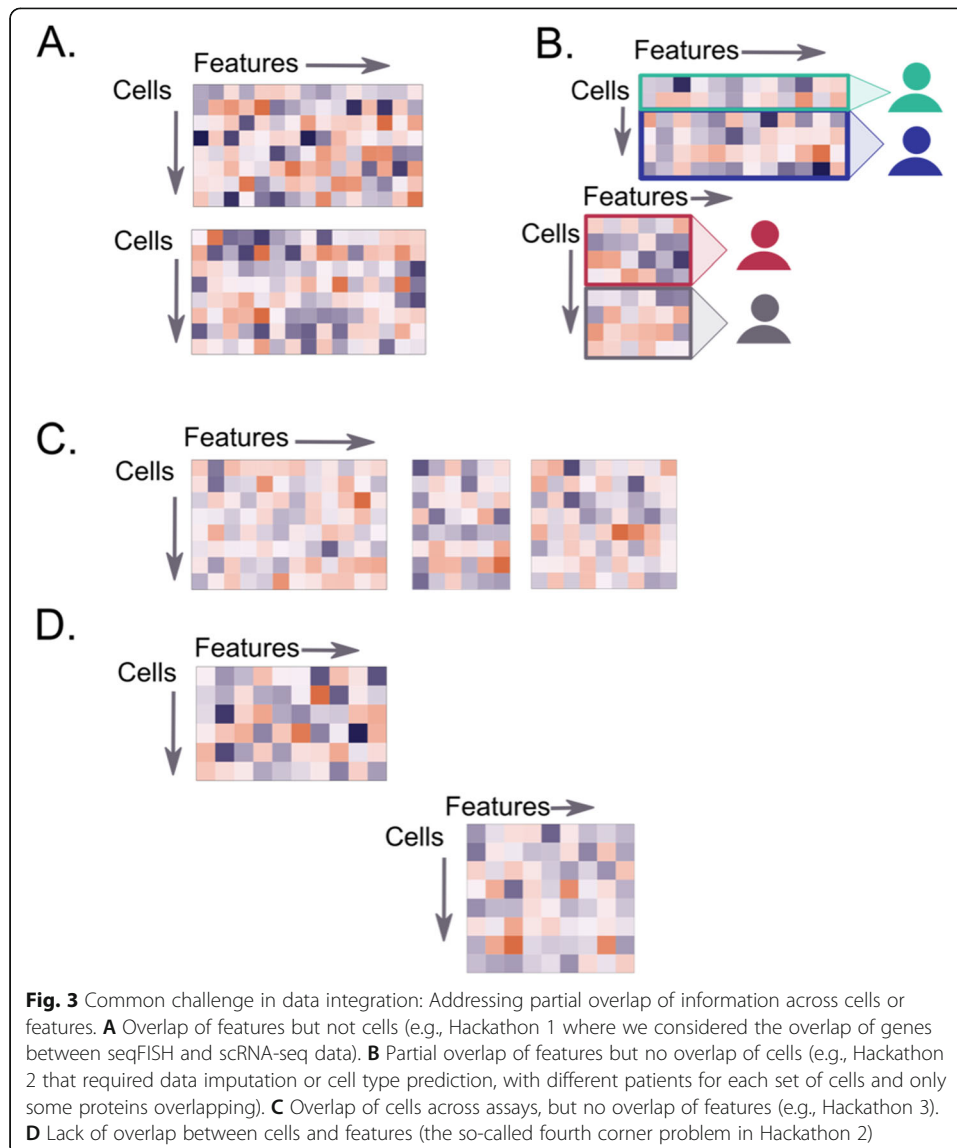 A.
Features
Cells
Cells
B.
Features
Cells
Features
Cells
C.
Features
Cells
D.
Features
Cells
Features
Cells
Fig. 3 Common challenge in data integration: Addressing partial overlap of information across cells or
features. A Overlap of features but not cells (e.g., Hackathon 1 where we considered the overlap of genes
between seqFISH and scRNA-seq data). B Partial overlap of features but no overlap of cells (e.g., Hackathon
2 that required data imputation or cell type prediction, with different patients for each set of cells and only
some proteins overlapping). C Overlap of cells across assays, but no overlap of features (e.g., Hackathon 3).
D Lack of overlap between cells and features (the so-called fourth corner problem in Hackathon 2)